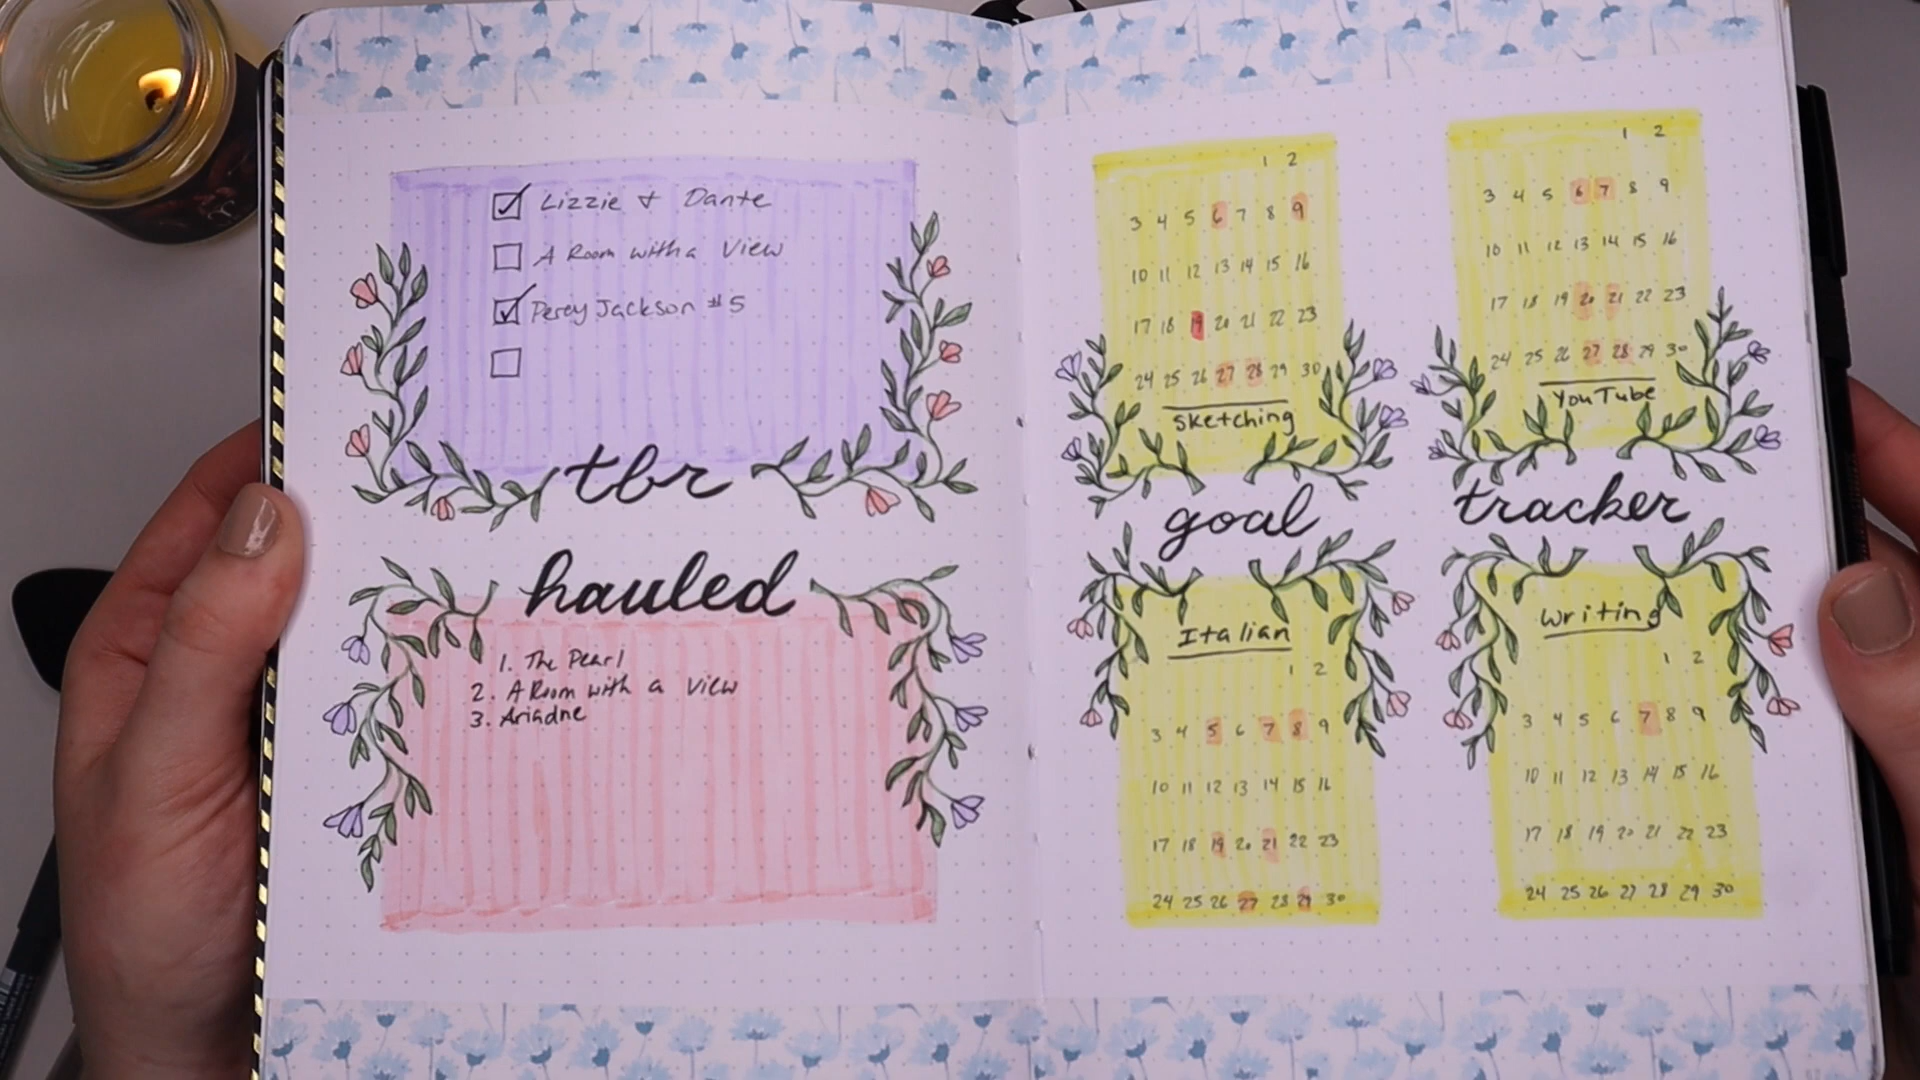 Lizzie & Dante
A Room with a View
Percy Jackson #5
tbr
hauled
1. The Pearl
2. A Room with a View
3. Ariadne
1 2
3 4 5 6 7 8 9
10 11 12 13 14 15 16
17 18 19 20 21 22 23
24 25 26 27 28 29 30
Sketching
1 2
3 4 5 6 7 8 9
10 11 12 13 14 15 16
17 18 19 20 21 22 23
24 25 26 27 28 29 30
YouTube
goal tracker
Italian
1 2
3 4 5 6 7 8 9
10 11 12 13 14 15 16
17 18 19 20 21 22 23
24 25 26 27 28 29 30
Writing
1 2
3 4 5 6 7 8 9
10 11 12 13 14 15 16
17 18 19 20 21 22 23
24 25 26 27 28 29 30